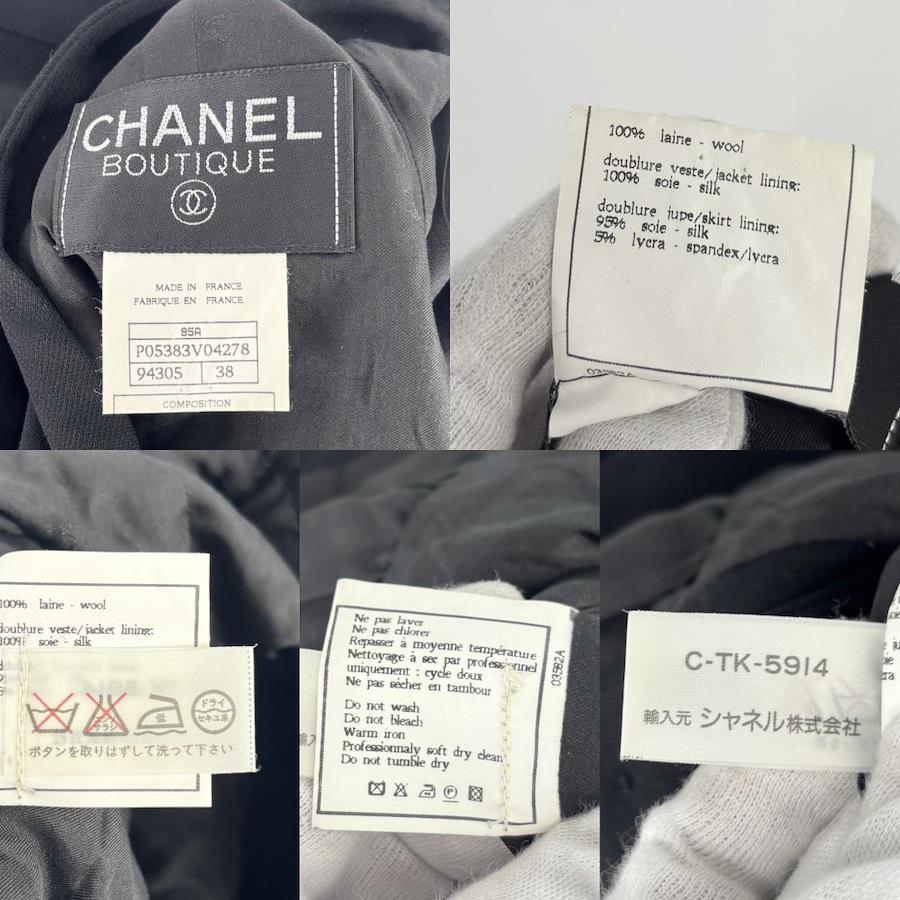 CHANEL
BOUTIQUE
MADE IN FRANCE
FABRIQUE EN FRANCE
95A
P05383V04278
94305 38
COMPOSITION
100% laine - wool
doublure veste/jacket lining:
100% soie - silk
doublure jupe/skirt lining:
95% soie - silk
5% lycra - spandex/lycra
100% laine - wool
doublure veste/jacket lining:
100% soie - silk
低
ドライ
セキユ系
ボタンを取りはずして洗って下さい
Ne pas laver
Ne pas chlorer
Repasser à moyenne température
Nettoyage à sec par professionnel
uniquement : cycle doux
Ne pas sécher en tambour
Do not wash
Do not bleach
Warm iron
Professionnaly soft dry clean
Do not tumble dry
03582A
C-TK-5914
輸入元 シャネル株式会社